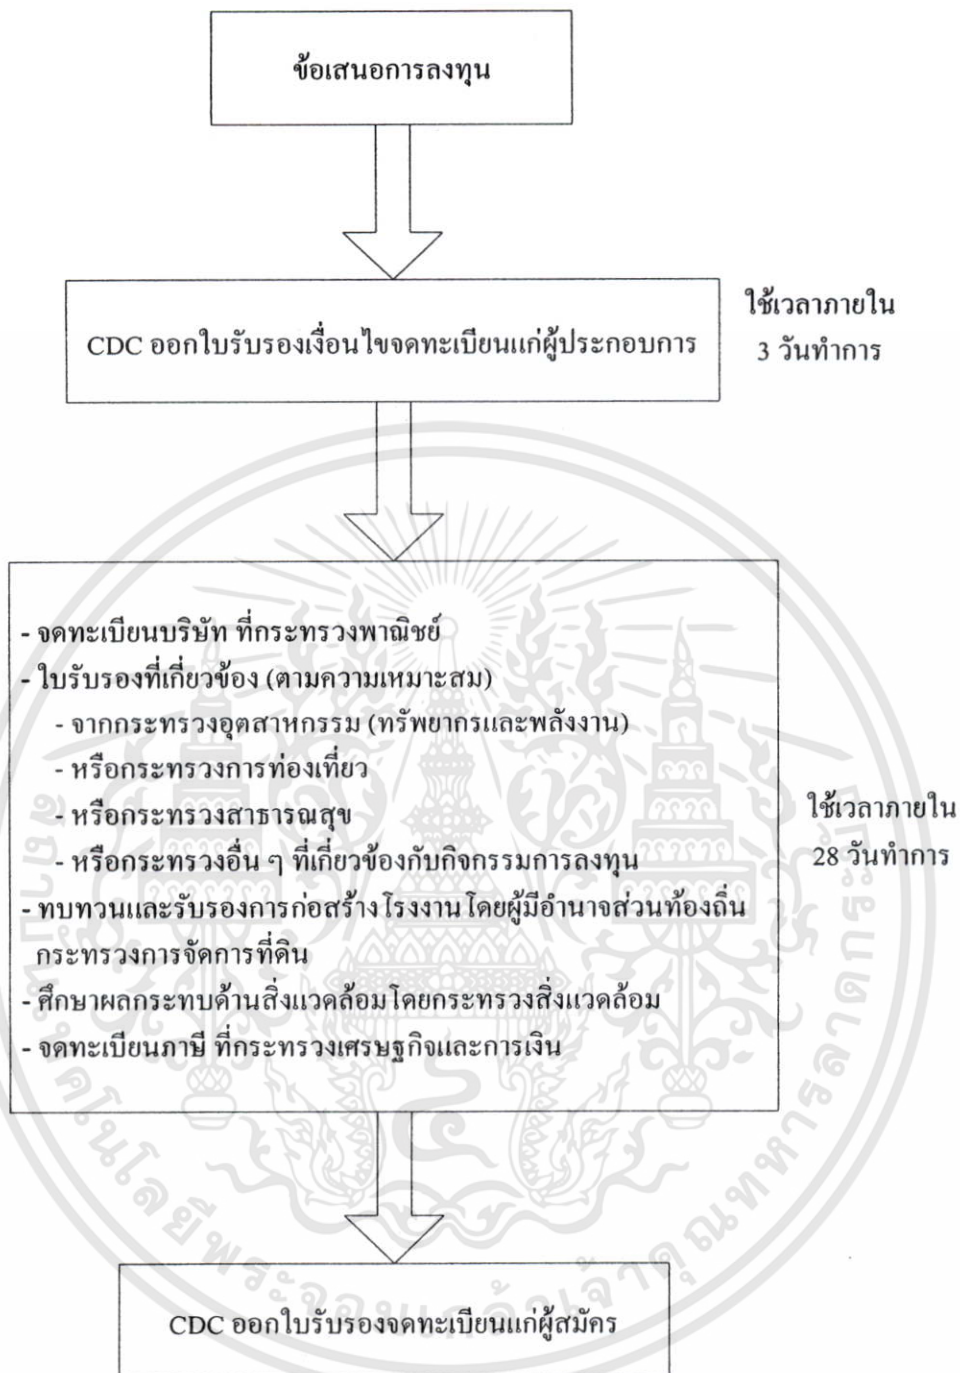 ข้อเสนอการลงทุน
CDC ออกใบรับรองเงื่อนไขจดทะเบียนแก่ผู้ประกอบการ
ใช้เวลาภายใน
3 วันทำการ
- จดทะเบียนบริษัท ที่กระทรวงพาณิชย์
- ใบรับรองที่เกี่ยวข้อง (ตามความเหมาะสม)
- จากกระทรวงอุตสาหกรรม (ทรัพยากรและพลังงาน)
- หรือกระทรวงการท่องเที่ยว
- หรือกระทรวงสาธารณสุข
- หรือกระทรวงอื่น ๆ ที่เกี่ยวข้องกับกิจกรรมการลงทุน
- ทบทวนและรับรองการก่อสร้างโรงงานโดยผู้มีอำนาจส่วนท้องถิ่น
กระทรวงการจัดการที่ดิน
- ศึกษาผลกระทบด้านสิ่งแวดล้อมโดยกระทรวงสิ่งแวดล้อม
- จดทะเบียนภาษี ที่กระทรวงเศรษฐกิจและการเงิน
ใช้เวลาภายใน
28 วันทำการ
CDC ออกใบรับรองจดทะเบียนแก่ผู้สมัคร